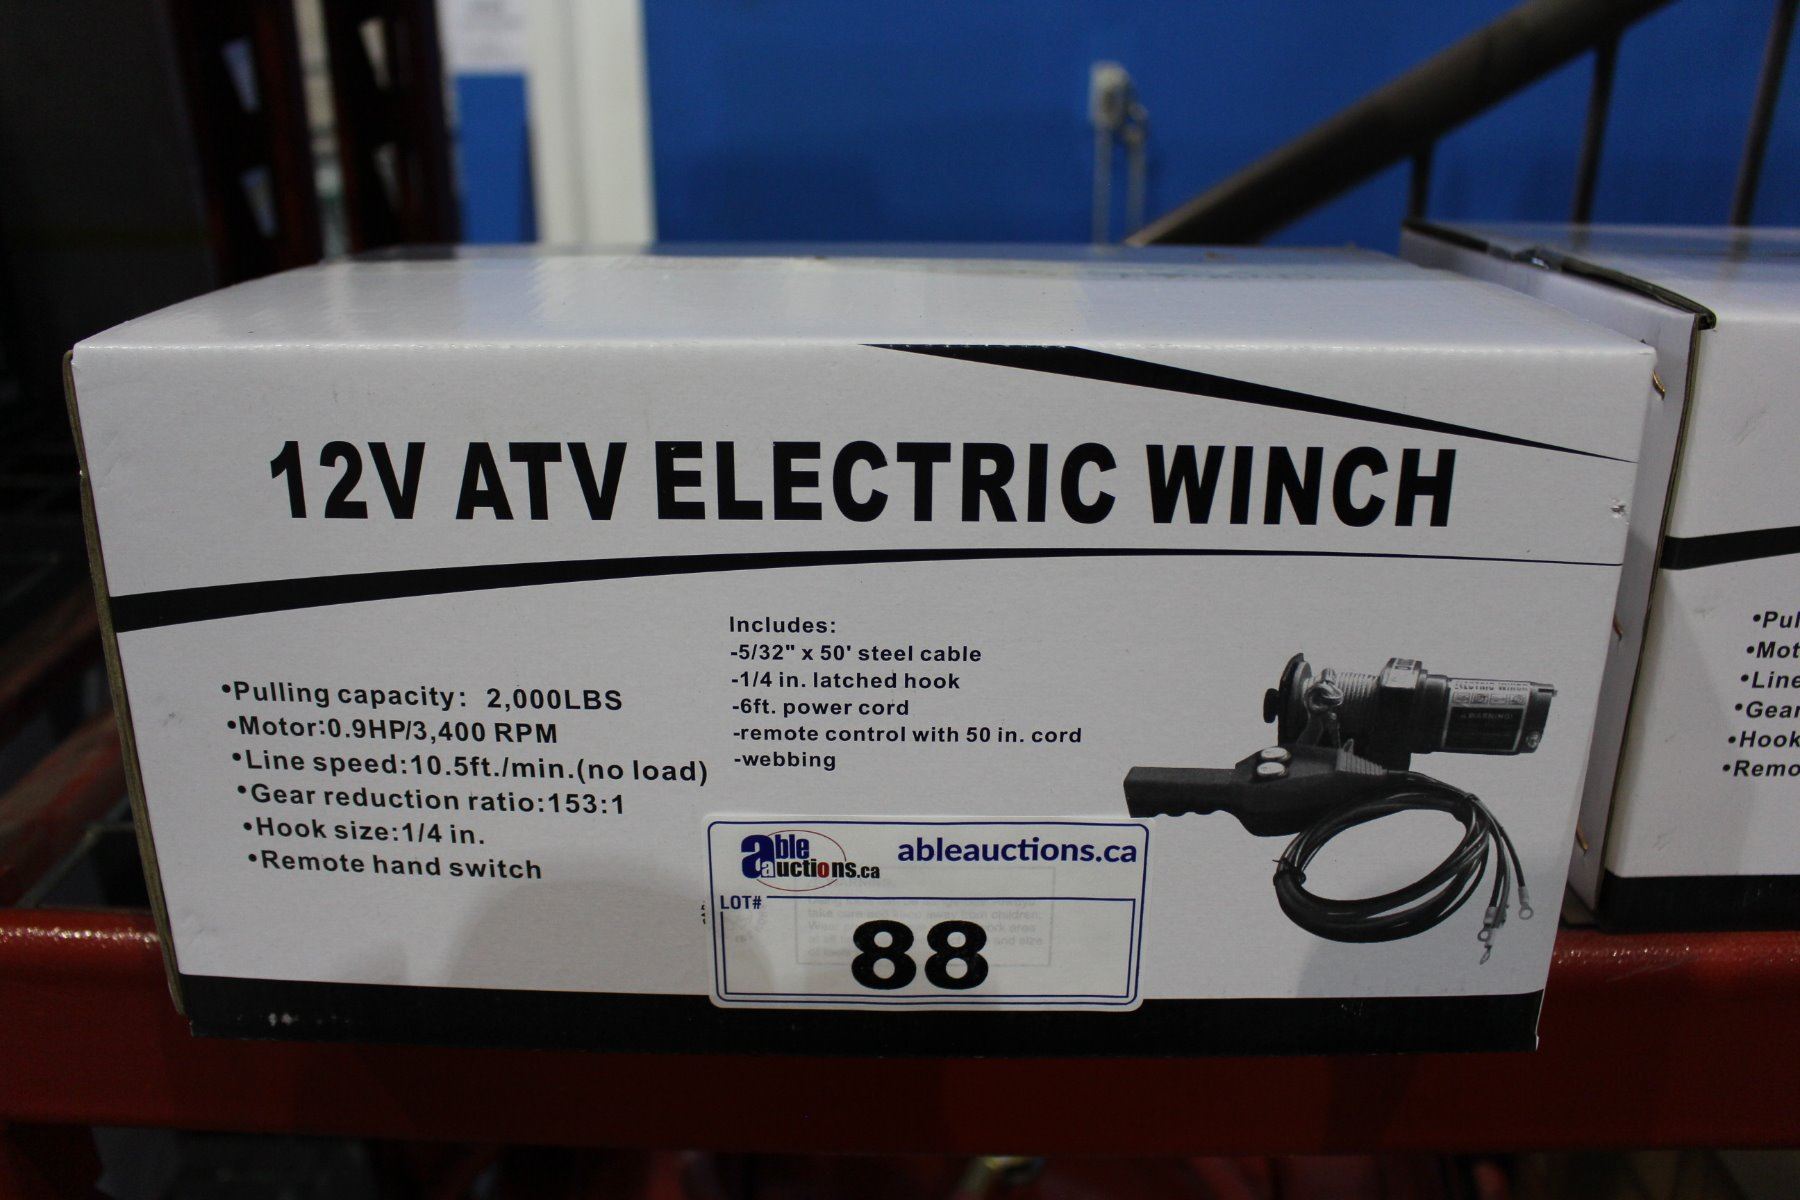 12V ATV ELECTRIC WINCH
•Pulling capacity: 2,000LBS
•Motor:0.9HP/3,400 RPM
•Line speed:10.5ft./min.(no load)
•Gear reduction ratio:153:1
•Hook size:1/4 in.
•Remote hand switch
Includes:
-5/32" x 50' steel cable
-1/4 in. latched hook
-6ft. power cord
-remote control with 50 in. cord
-webbing
ELECTRIC WINCH
WARNING!
able auctions.ca
ableauctions.ca
LOT#
88
•Pul
•Mot
•Line
•Gear
•Hook
•Remo